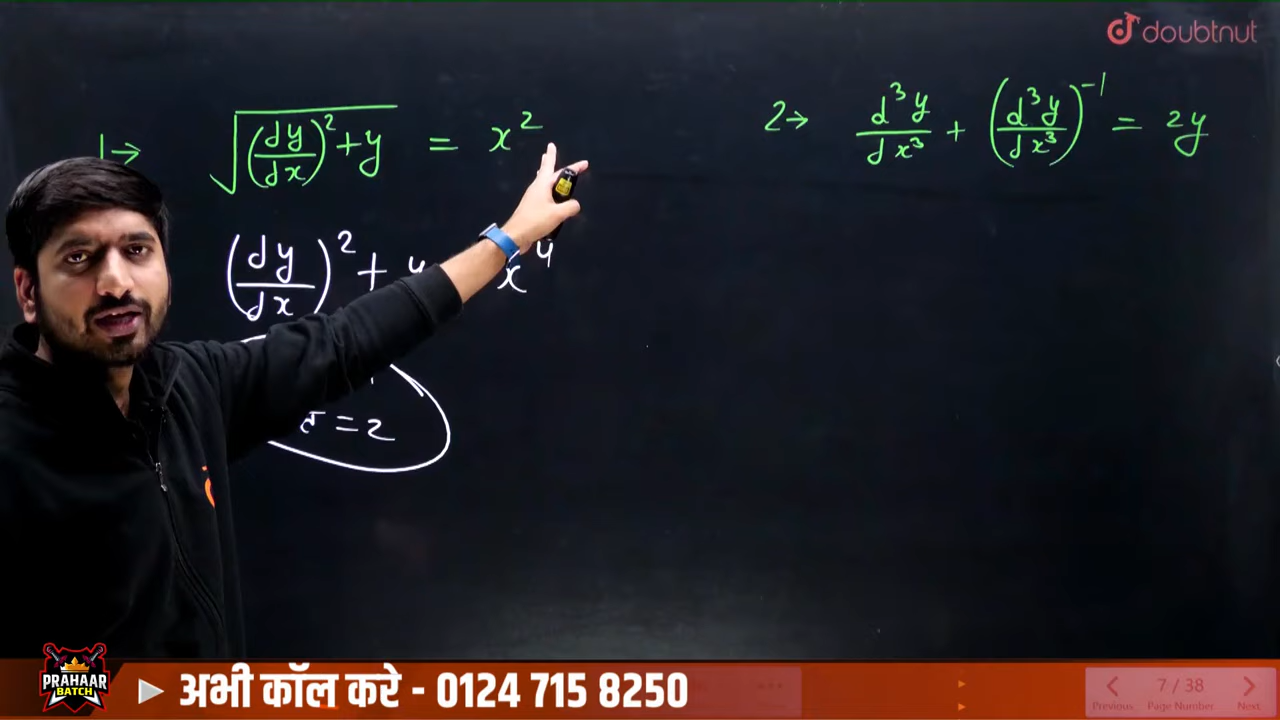 doubtnut
1→ √((dy/dx)² + y) = x²
2→ d³y/dx³ + (d³y/dx³)⁻¹ = 2y
(dy/dx)² + x⁴
= 2
PRAHAAR
BATCH
अभी कॉल करे - 0124 715 8250
7 / 38
Previous Page Number Next